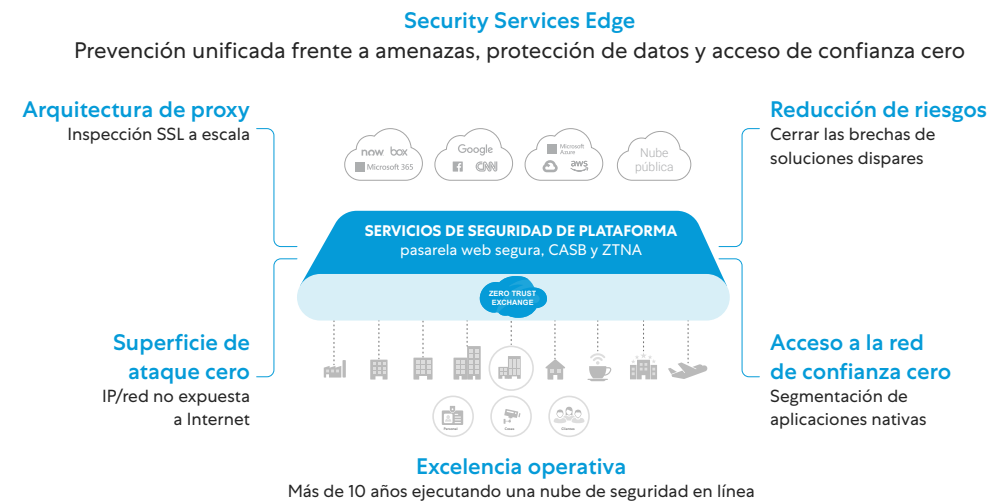 Security Services Edge
Prevención unificada frente a amenazas, protección de datos y acceso de confianza cero
Arquitectura de proxy
Inspección SSL a escala
Reducción de riesgos
Cerrar las brechas de
soluciones dispares
now box
Microsoft 365
Google
CNN
Microsoft
Azure
aws
Nube
pública
SERVICIOS DE SEGURIDAD DE PLATAFORMA
pasarela web segura, CASB y ZTNA
ZERO TRUST
EXCHANGE
Superficie de
ataque cero
IP/red no expuesta
a Internet
Acceso a la red
de confianza cero
Segmentación de
aplicaciones nativas
Personal
Cosas
Clientes
Excelencia operativa
Más de 10 años ejecutando una nube de seguridad en línea